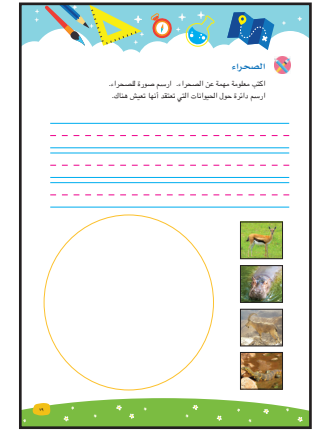 الصحراء
اكتب معلومة مهمة عن الصحراء. ارسم صورة للصحراء.
ارسم دائرة حول الحيوانات التي تعتقد أنها تعيش هناك.